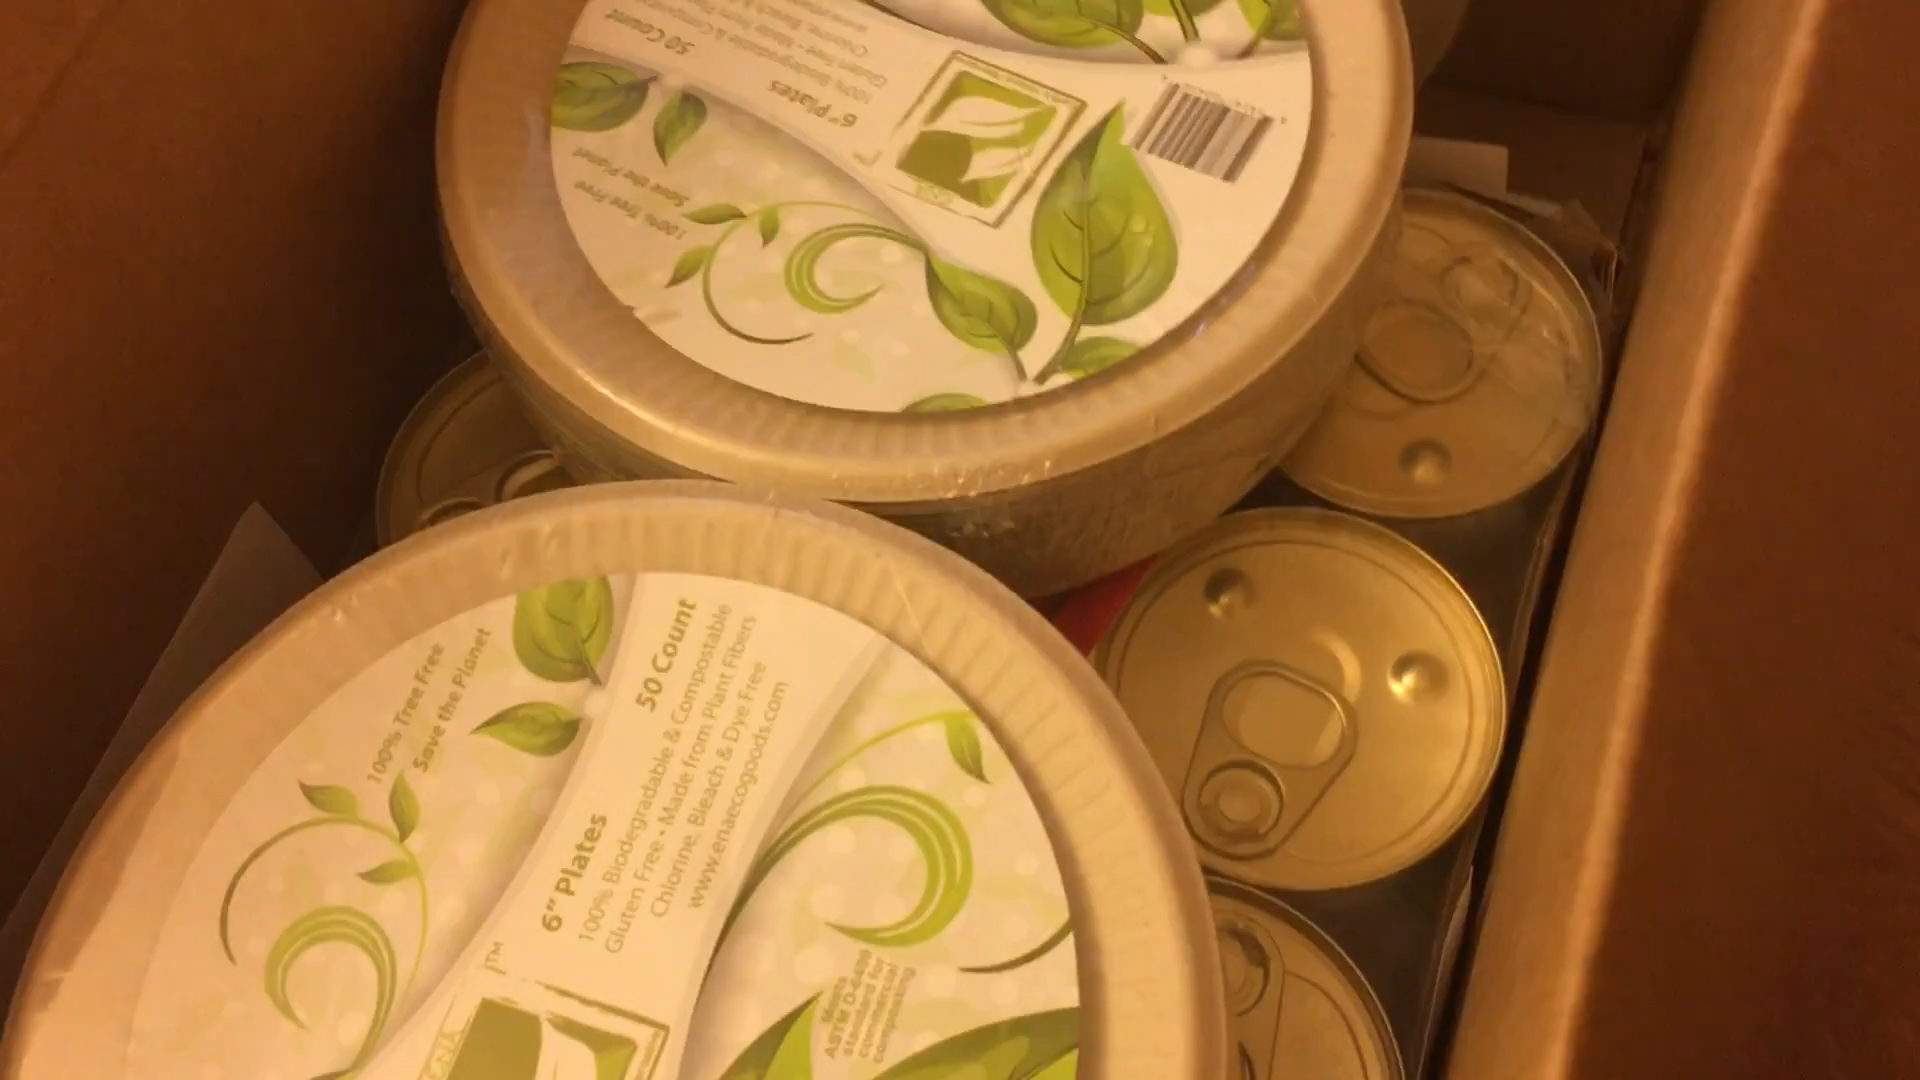 50 Count
6" Plates
100% Tree Free
Save the Planet
100% Tree Free
Save the Planet
6" Plates
50 Count
100% Biodegradable & Compostable
Gluten Free • Made from Plant Fibers
Chlorine, Bleach & Dye Free
www.enaecogoods.com
TM
Meets
ASTM D-6400
standard for
commercial
composting